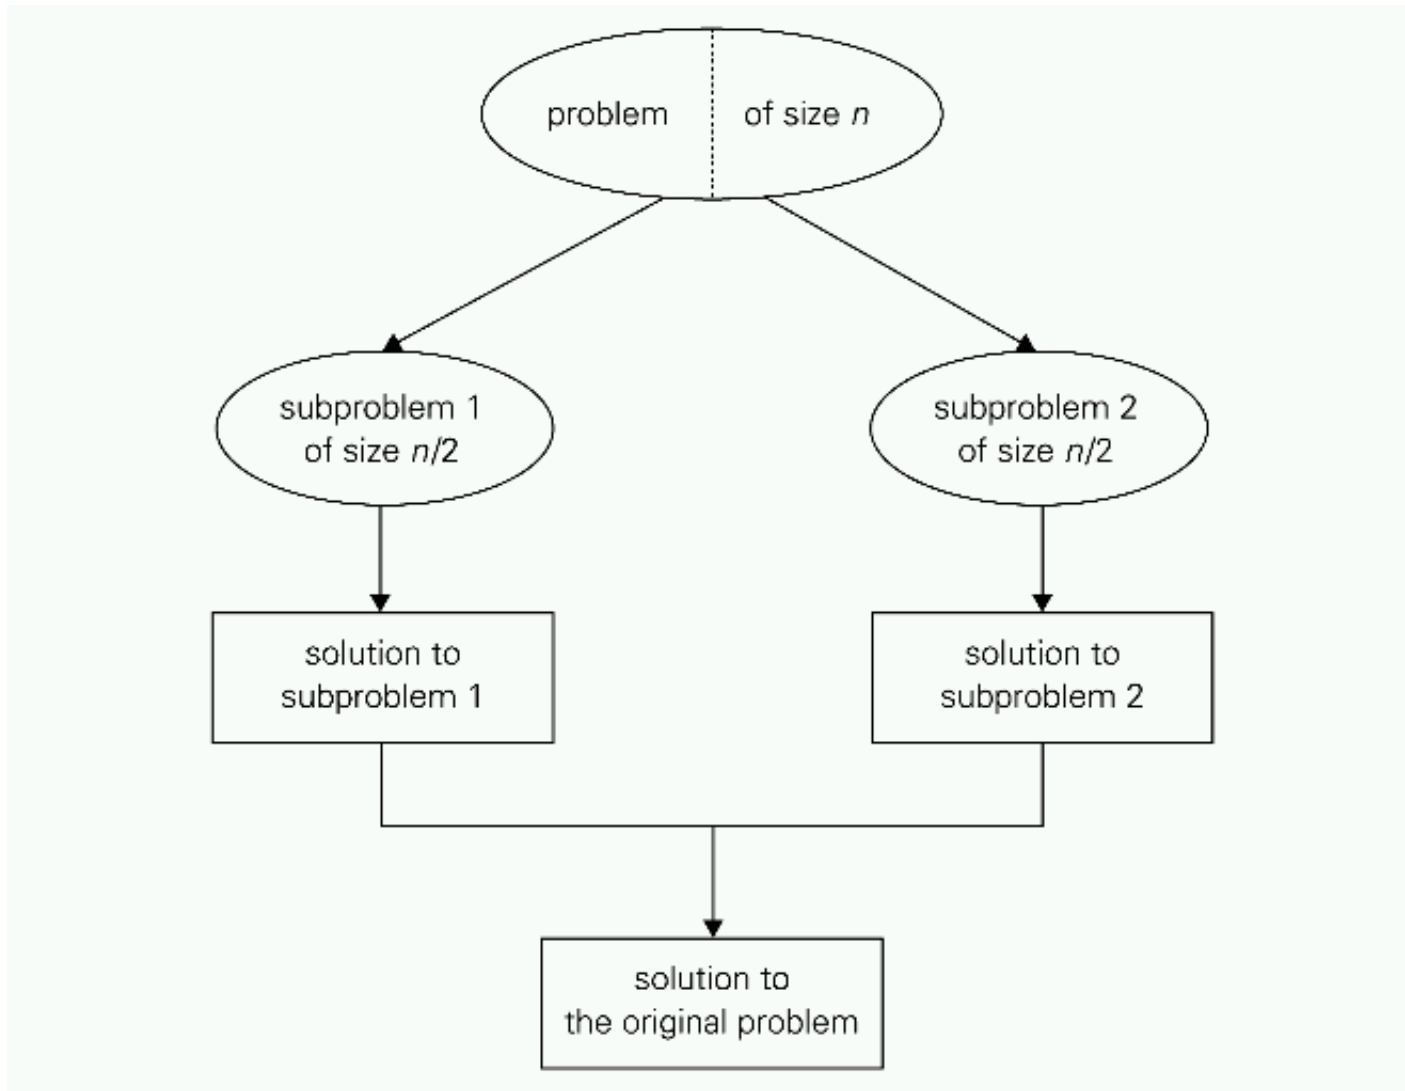 problem of size n
subproblem 1
of size n/2
subproblem 2
of size n/2
solution to
subproblem 1
solution to
subproblem 2
solution to
the original problem